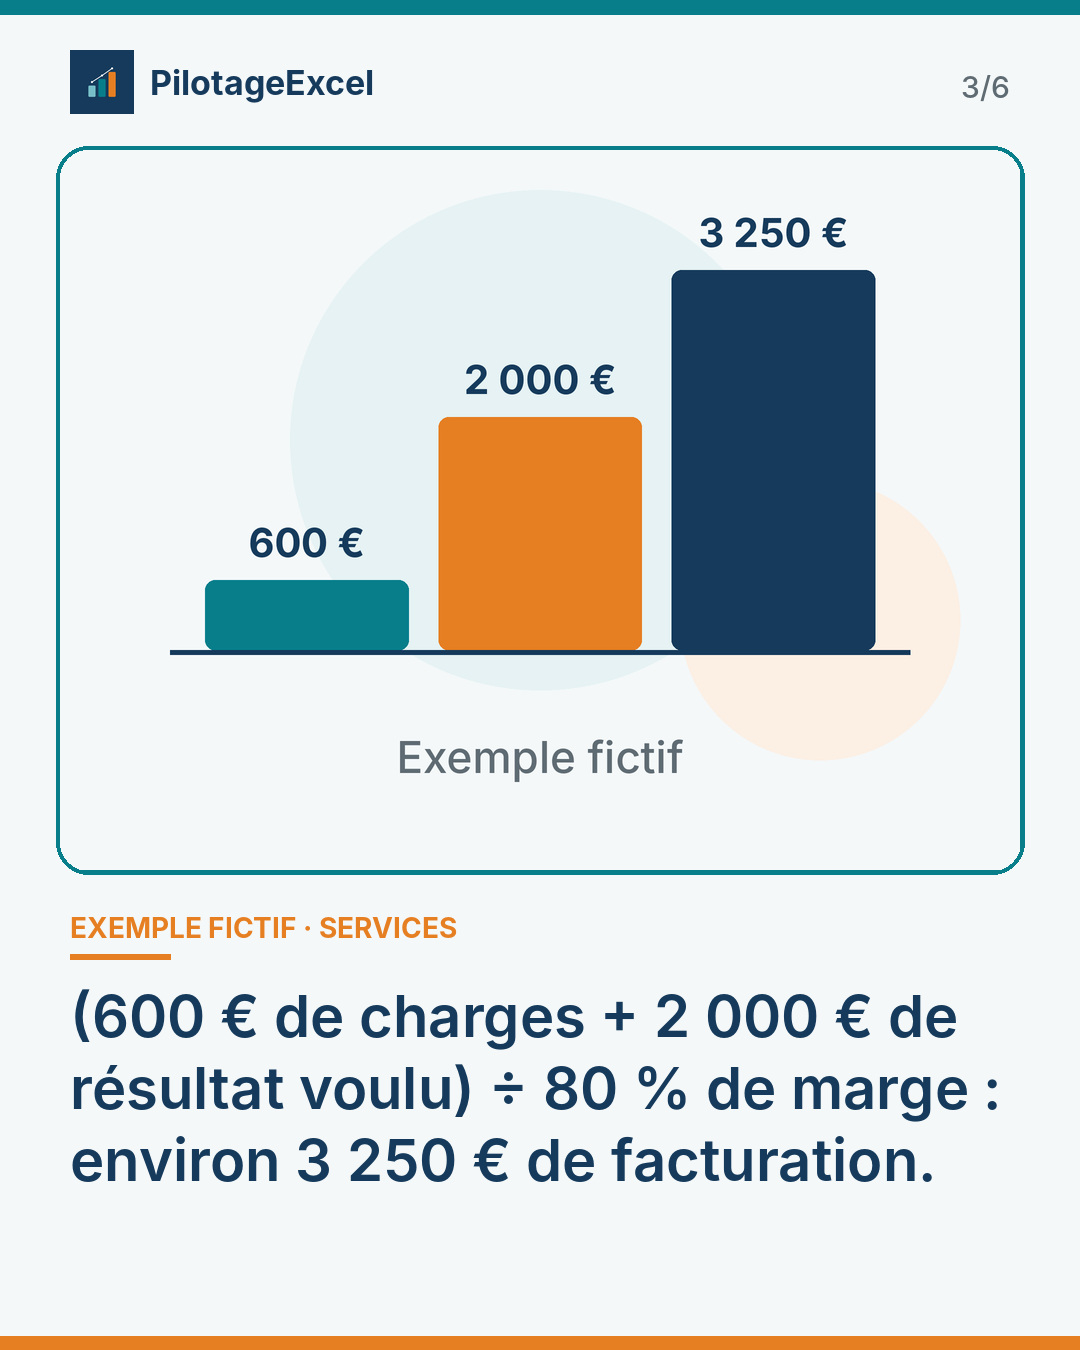 PilotageExcel
3/6
3 250 €
2 000 €
600 €
Exemple fictif
EXEMPLE FICTIF · SERVICES
(600 € de charges + 2 000 € de
résultat voulu) ÷ 80 % de marge :
environ 3 250 € de facturation.